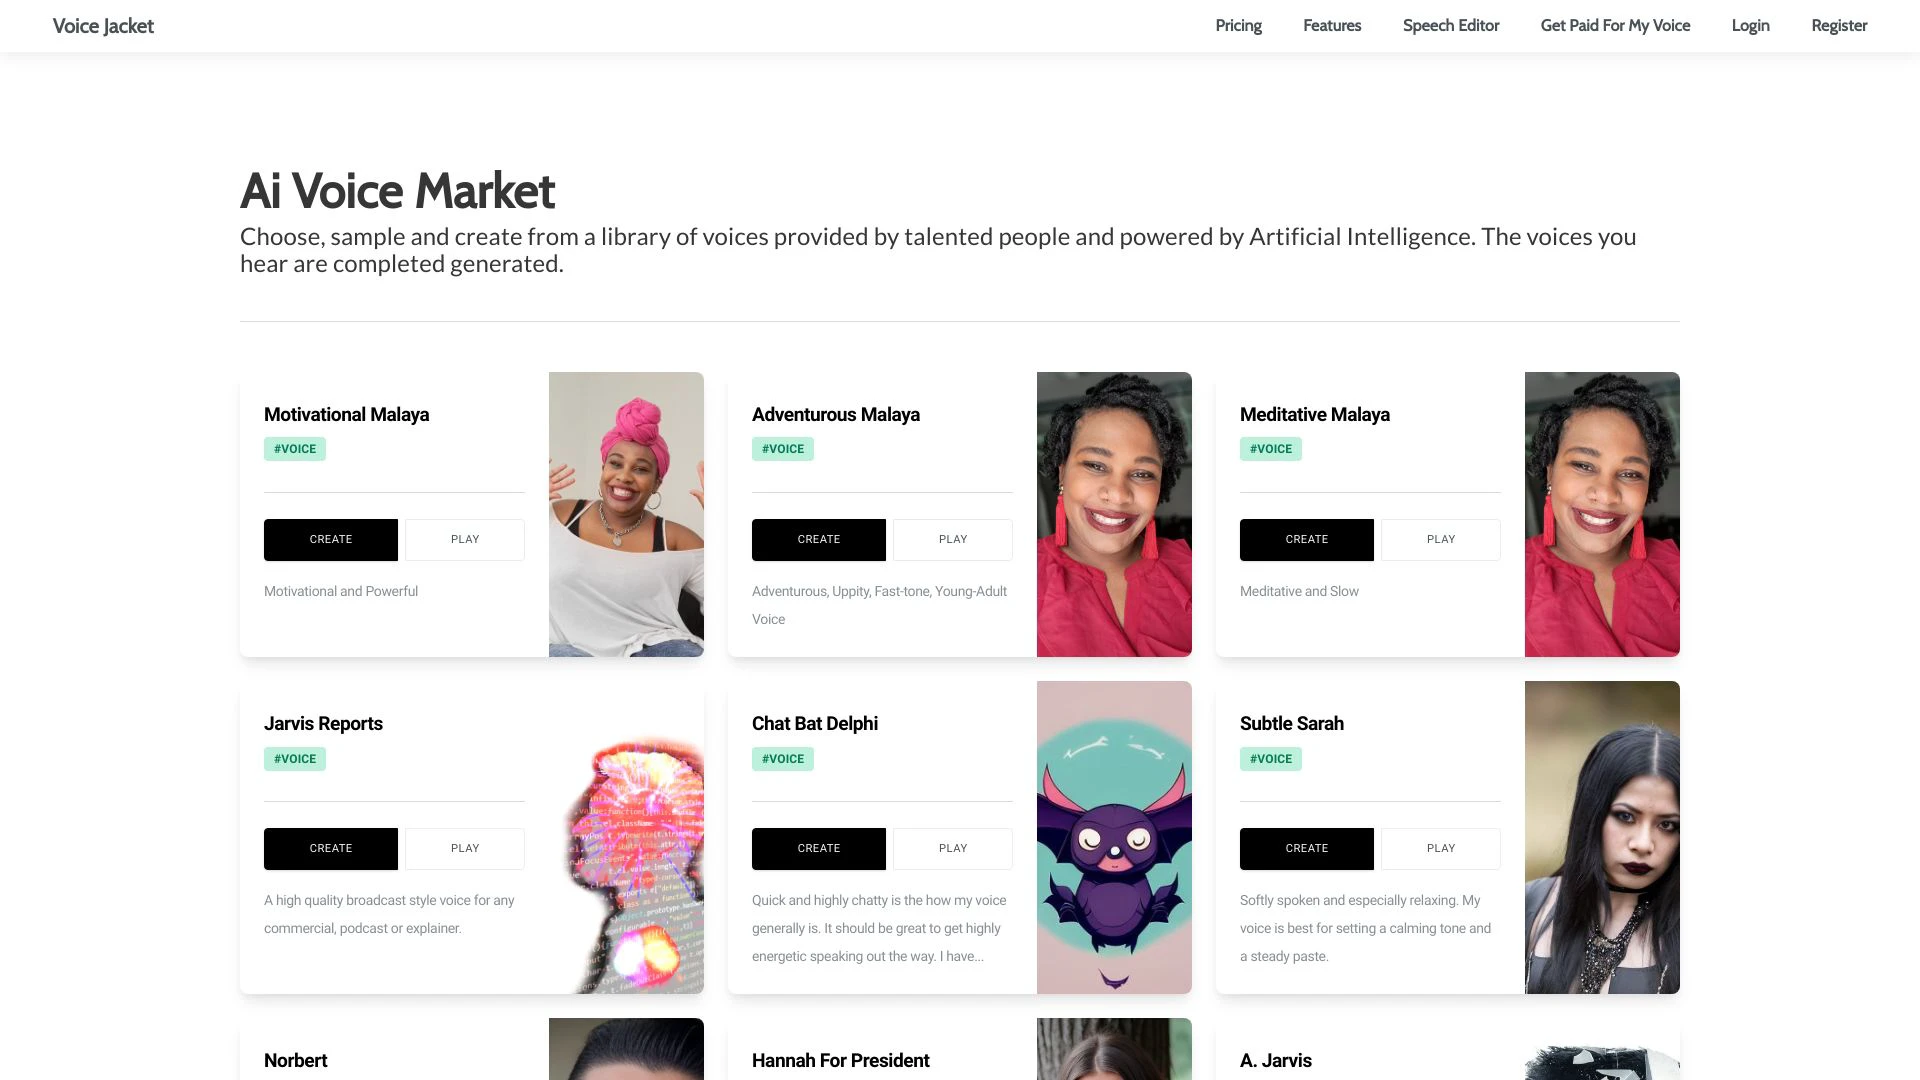 Voice Jacket
Pricing
Features
Speech Editor
Get Paid For My Voice
Login
Register
Ai Voice Market
Choose, sample and create from a library of voices provided by talented people and powered by Artificial Intelligence. The voices you
hear are completed generated.
Motivational Malaya
#VOICE
CREATE
PLAY
Motivational and Powerful
Adventurous Malaya
#VOICE
CREATE
PLAY
Adventurous, Uppity, Fast-tone, Young-Adult
Voice
Meditative Malaya
#VOICE
CREATE
PLAY
Meditative and Slow
Jarvis Reports
#VOICE
CREATE
PLAY
A high quality broadcast style voice for any
commercial, podcast or explainer.
Chat Bat Delphi
#VOICE
CREATE
PLAY
Quick and highly chatty is the how my voice
generally is. It should be great to get highly
energetic speaking out the way. I have...
Subtle Sarah
#VOICE
CREATE
PLAY
Softly spoken and especially relaxing. My
voice is best for setting a calming tone and
a steady paste.
Norbert
Hannah For President
A. Jarvis